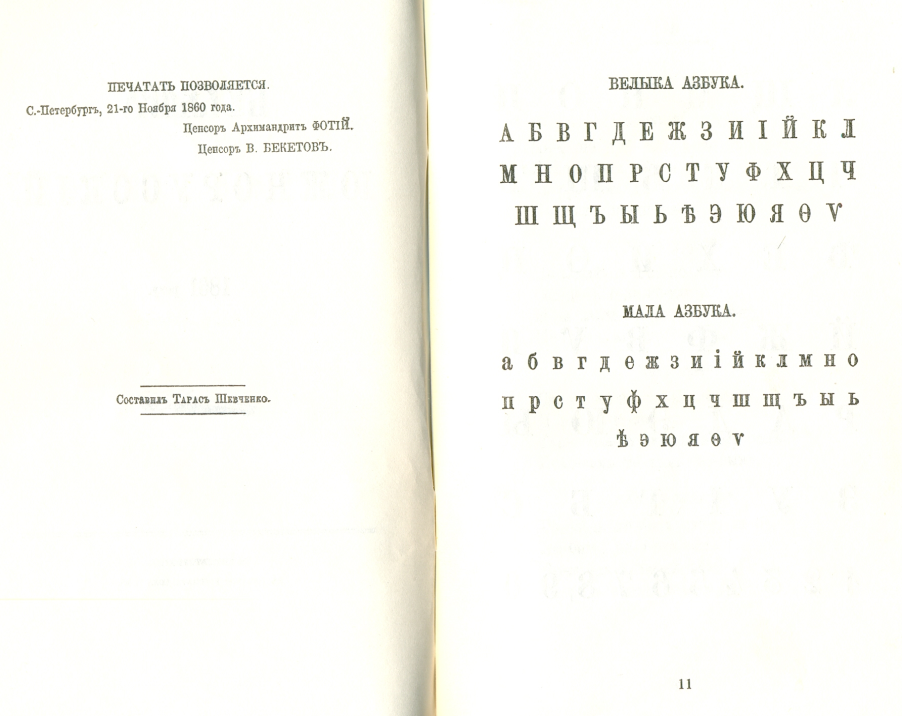 ПЕЧАТАТЬ ПОЗВОЛЯЕТСЯ.
С.-Петербургъ, 21-го Ноября 1860 года.
Цензоръ Архимандритъ ФОТІЙ.
Цензоръ В. БЕКЕТОВЪ.
Составилъ Тарасъ Шевченко.
ВЕЛЫКА АЗБУКА.
А Б В Г Д Е Ж З И І Й К Л
М Н О П Р С Т У Ф Х Ц Ч
Ш Щ Ъ Ы Ь Ѣ Э Ю Я Ѳ Ѵ
МАЛА АЗБУКА.
а б в г д е ж з и і й к л м н о
п р с т у ф х ц ч ш щ ъ ы ь
ѣ э ю я ѳ ѵ
11